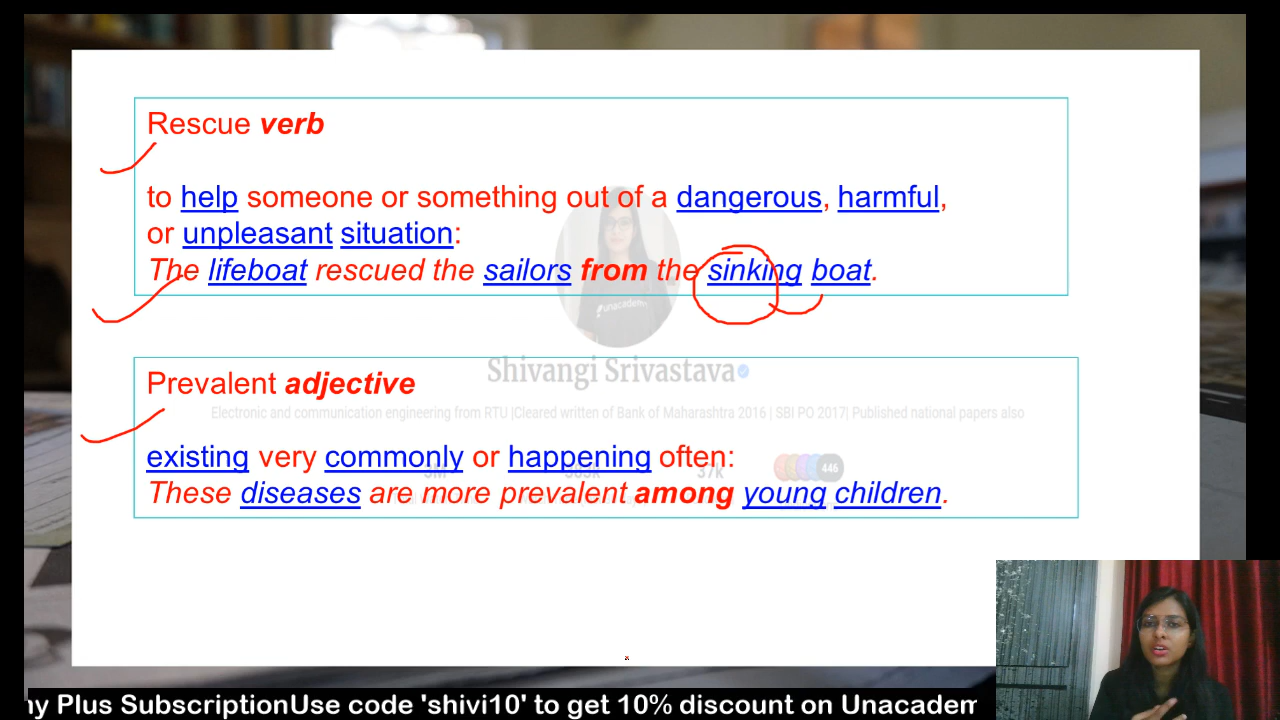 Rescue verb
to help someone or something out of a dangerous, harmful,
or unpleasant situation:
The lifeboat rescued the sailors from the sinking boat.
unacademy
Shivangi Srivastava
Prevalent adjective
Electronic and communication engineering from RTU |Cleared written of Bank of Maharashtra 2016 | SBI PO 2017| Published national papers also
existing very commonly or happening often:
37k
446
These diseases are more prevalent among young children.
ny Plus SubscriptionUse code 'shivi10' to get 10% discount on Unacadem